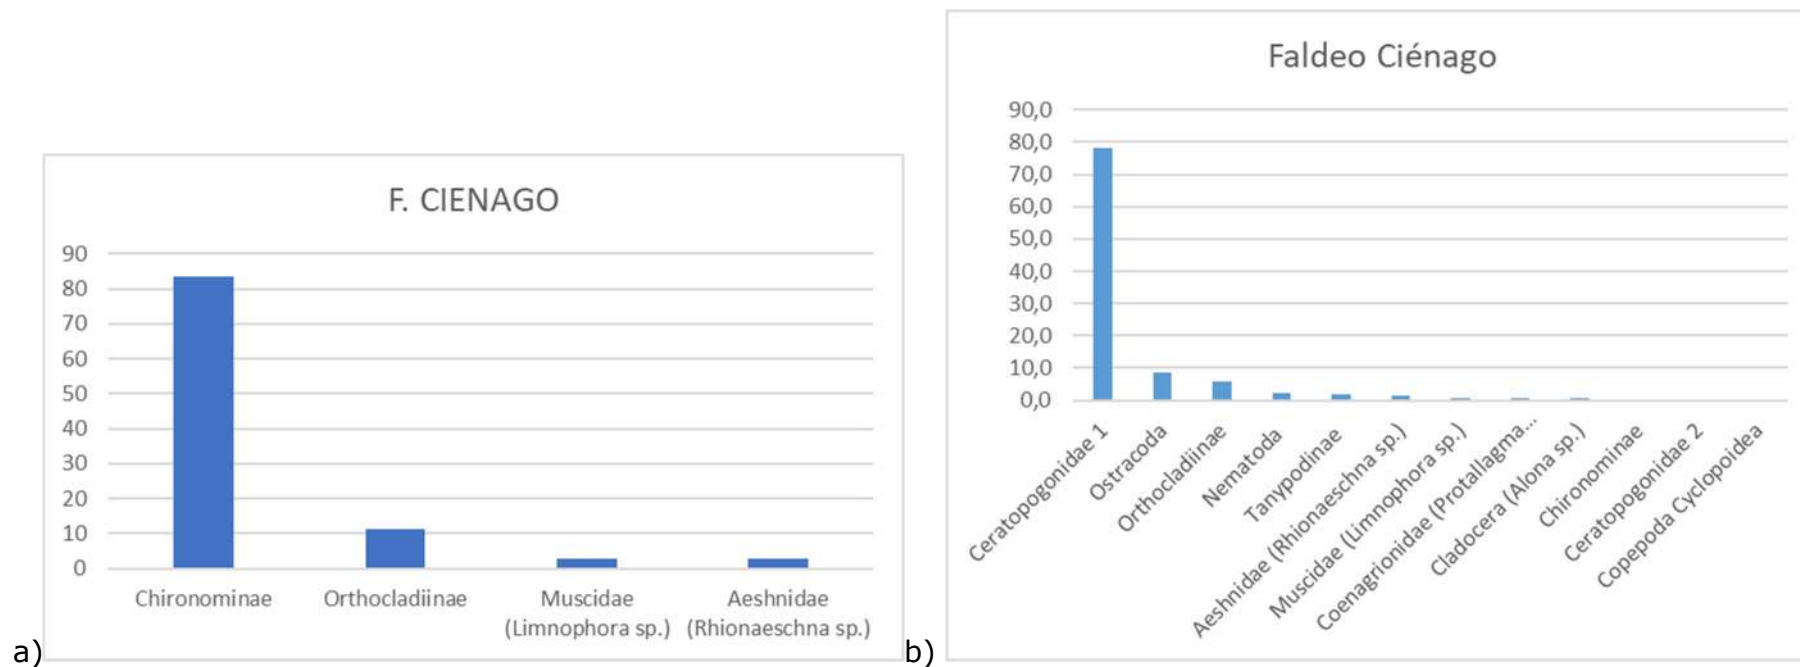 F. CIENAGO
90
80
70
60
50
40
30
20
10
0
Chironominae
Orthocladiinae
Muscidae
(Limnophora sp.)
Aeshnidae
(Rhionaeschna sp.)
a)
Faldeo Ciénago
90,0
80,0
70,0
60,0
50,0
40,0
30,0
20,0
10,0
0,0
Ceratopogonidae 1
Ostracoda
Orthocladiinae
Nematoda
Tanypodinae
Aeshnidae (Rhionaeschna sp.)
Muscidae (Limnophora sp.)
Coenagrionidae (Protallagma...
Cladocera (Alona sp.)
Chironominae
Ceratopogonidae 2
Copepoda Cyclopoidea
b)